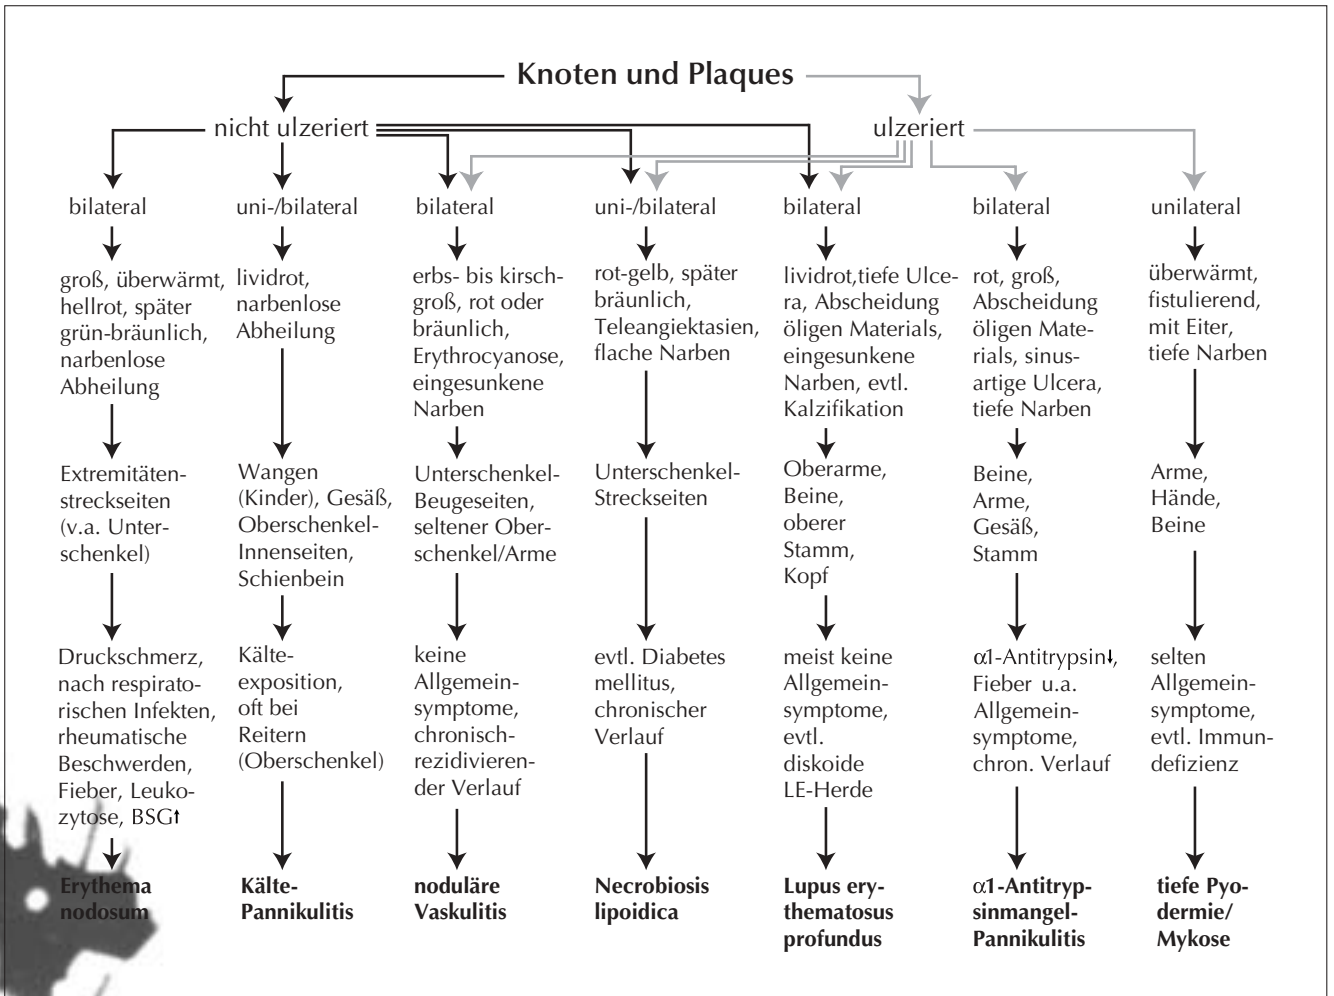 Knoten und Plaques
nicht ulzeriert
ulzeriert
bilateral
groß, überwärmt,
hellrot, später
grün-bräunlich,
narbenlose
Abheilung
Extremitäten-
streckseiten
(v.a. Unter-
schenkel)
Druckschmerz,
nach respirato-
rischen Infekten,
rheumatische
Beschwerden,
Fieber, Leuko-
zytose, BSG↑
Erythema
nodosum
uni-/bilateral
lividrot,
narbenlose
Abheilung
Wangen
(Kinder), Gesäß,
Oberschenkel-
Innenseiten,
Schienbein
Kälte-
exposition,
oft bei
Reitern
(Oberschenkel)
Kälte-
Pannikulitis
bilateral
erbs- bis kirsch-
groß, rot oder
bräunlich,
Erythrocyanose,
eingesunkene
Narben
Unterschenkel-
Beugeseiten,
seltener Ober-
schenkel/Arme
keine
Allgemein-
symptome,
chronisch-
rezidivieren-
der Verlauf
noduläre
Vaskulitis
uni-/bilateral
rot-gelb, später
bräunlich,
Teleangiektasien,
flache Narben
Unterschenkel-
Streckseiten
evtl. Diabetes
mellitus,
chronischer
Verlauf
Necrobiosis
lipoidica
bilateral
lividrot,tiefe Ulce-
ra, Abscheidung
öligen Materials,
eingesunkene
Narben, evtl.
Kalzifikation
Oberarme,
Beine,
oberer
Stamm,
Kopf
meist keine
Allgemein-
symptome,
evtl.
diskoide
LE-Herde
Lupus ery-
thematosus
profundus
bilateral
rot, groß,
Abscheidung
öligen Mate-
rials, sinus-
artige Ulcera,
tiefe Narben
Beine,
Arme,
Gesäß,
Stamm
α1-Antitrypsin↓,
Fieber u.a.
Allgemein-
symptome,
chron. Verlauf
α1-Antitryp-
sinmangel-
Pannikulitis
unilateral
überwärmt,
fistulierend,
mit Eiter,
tiefe Narben
Arme,
Hände,
Beine
selten
Allgemein-
symptome,
evtl. Immun-
defizienz
tiefe Pyo-
dermie/
Mykose